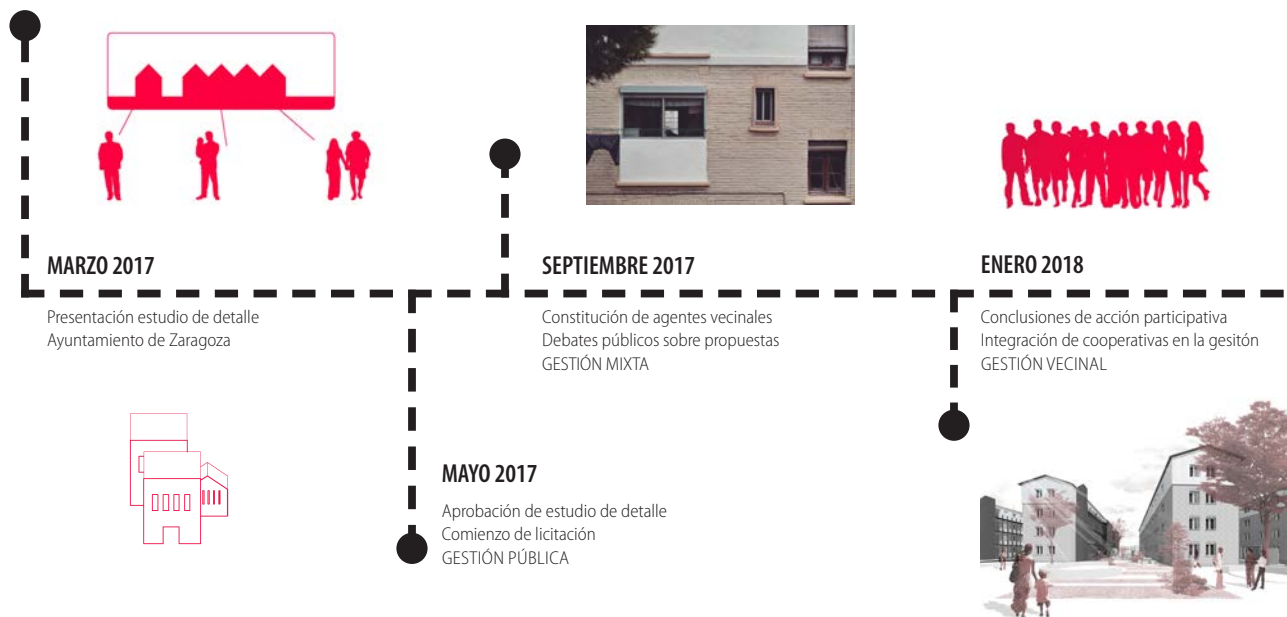 MARZO 2017
Presentación estudio de detalle
Ayuntamiento de Zaragoza
MAYO 2017
Aprobación de estudio de detalle
Comienzo de licitación
GESTIÓN PÚBLICA
SEPTIEMBRE 2017
Constitución de agentes vecinales
Debates públicos sobre propuestas
GESTIÓN MIXTA
ENERO 2018
Conclusiones de acción participativa
Integración de cooperativas en la gesitón
GESTIÓN VECINAL